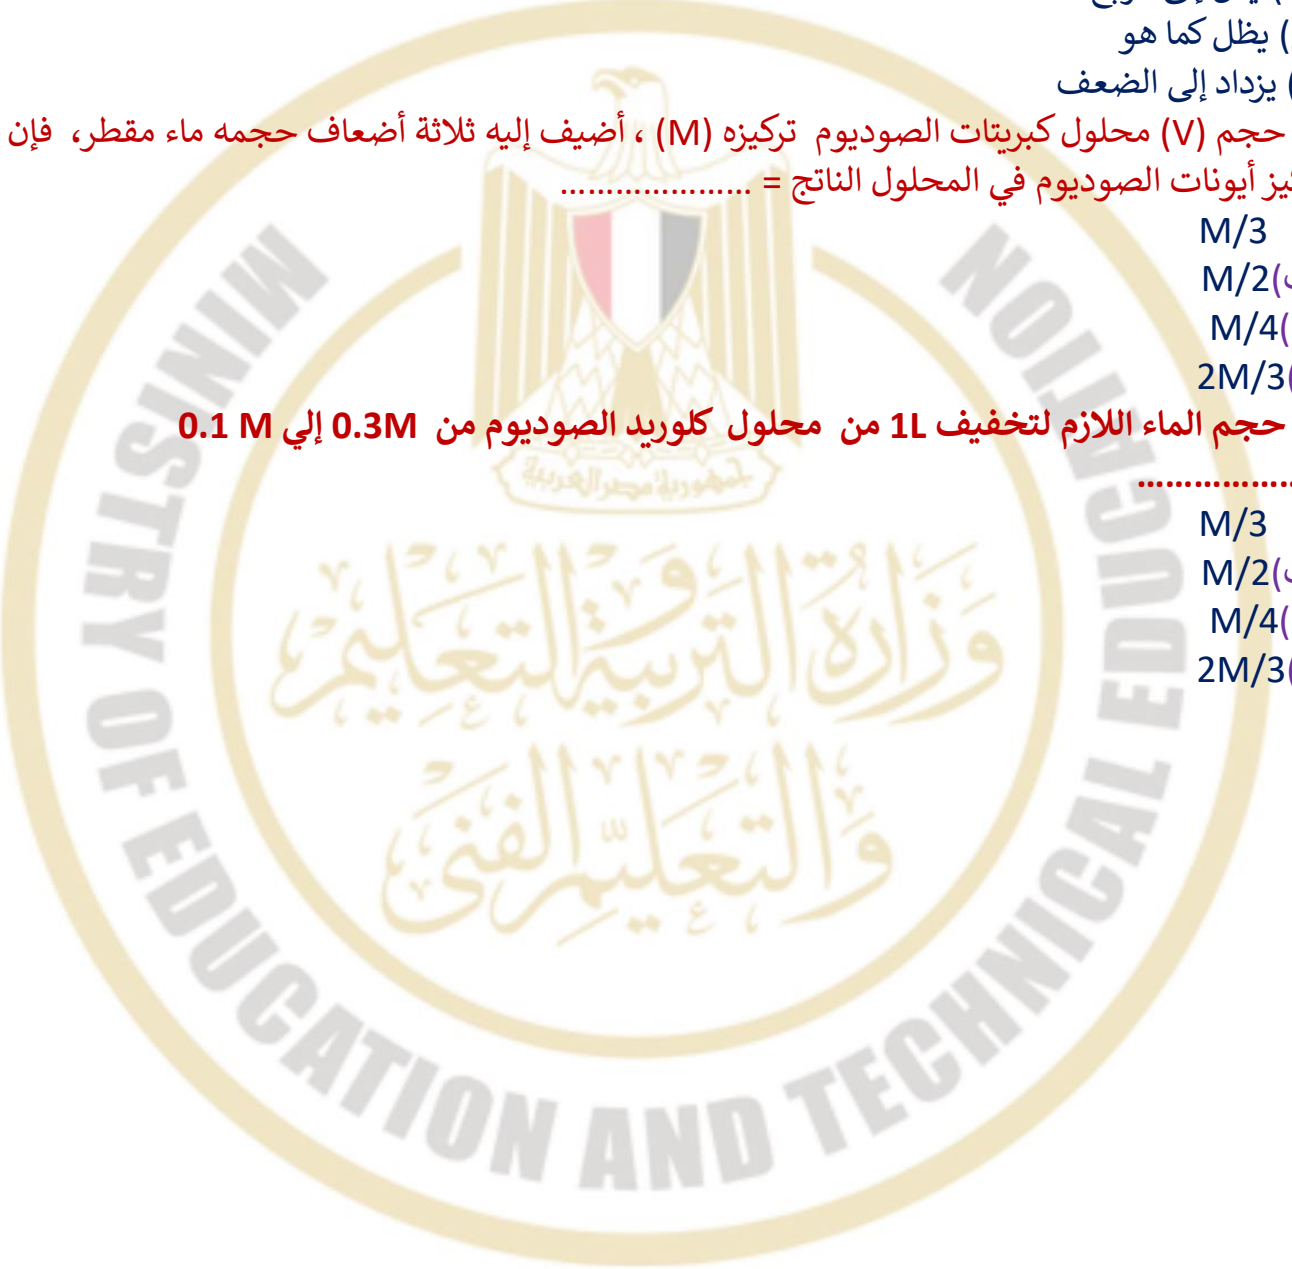 ) يظل كما هو
) يزداد إلى الضعف
حجم (V) محلول كبريتات الصوديوم تركيزه (M) ، أضيف إليه ثلاثة أضعاف حجمه ماء مقطر، فإن
أيونات الصوديوم في المحلول الناتج = .....................
M/3
M/2(
M/4(
2M/3(
حجم الماء اللازم لتخفيف 1L من محلول كلوريد الصوديوم من 0.3M إلي 0.1 M
..................
M/3
M/2(
M/4(
2M/3(
جمهورية مصر العربية
وزارة التربية والتعليم
والتعليم الفني
MINISTRY OF EDUCATION AND TECHNICAL EDUCATION